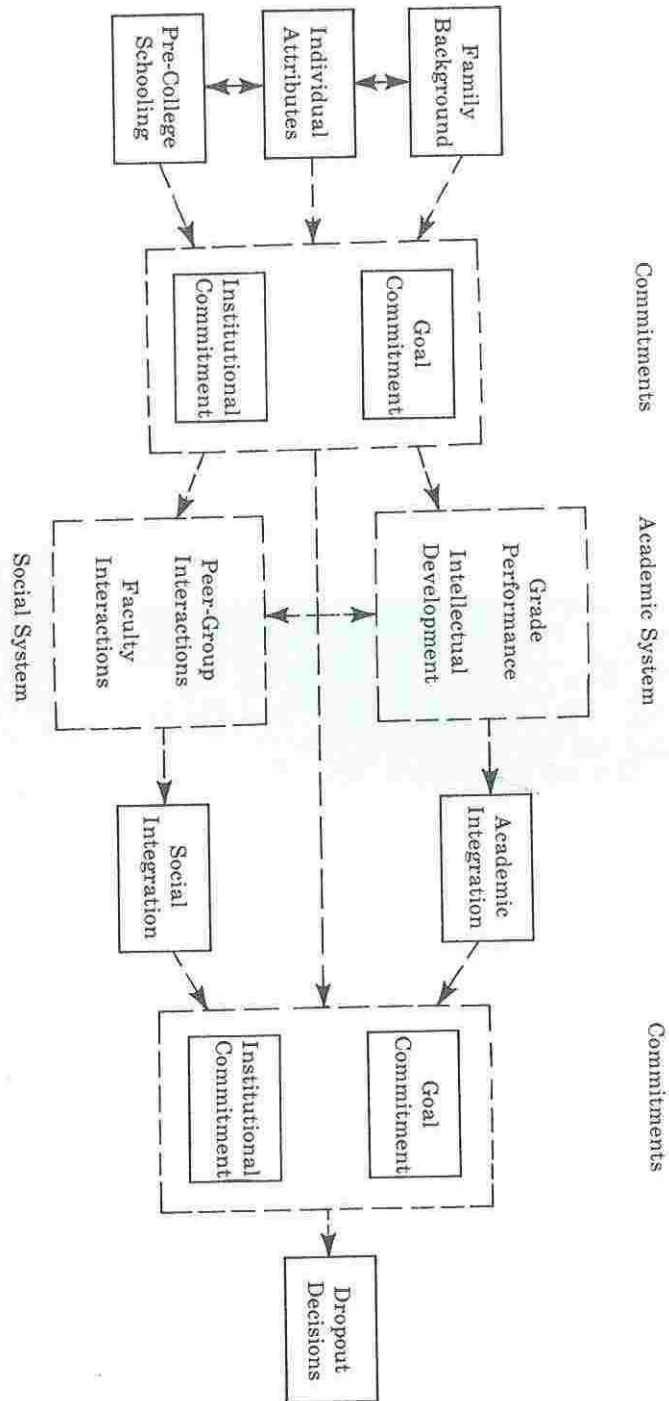 Commitments
Academic System
Commitments
Family
Background
Individual
Attributes
Pre-College
Schooling
Goal
Commitment
Institutional
Commitment
Grade
Performance
Intellectual
Development
Peer-Group
Interactions
Faculty
Interactions
Academic
Integration
Social
Integration
Goal
Commitment
Institutional
Commitment
Dropout
Decisions
Social System